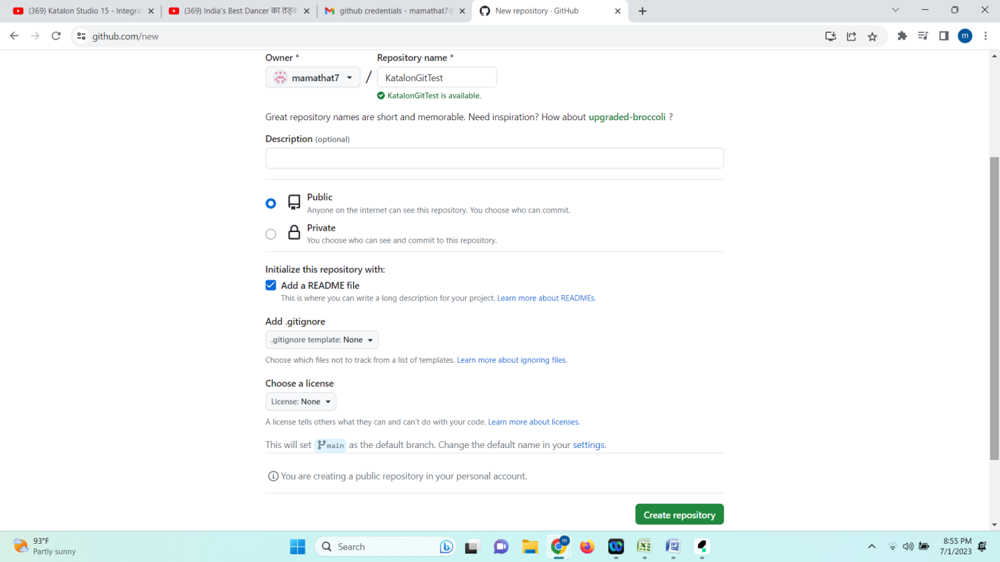 (369) Katalon Studio 15 - Integrat
(369) India's Best Dancer का तड़क
github credentials - mamathat7@
New repository · GitHub
github.com/new
m
Owner *
Repository name *
mamathat7
/
KatalonGitTest
KatalonGitTest is available.
Great repository names are short and memorable. Need inspiration? How about upgraded-broccoli ?
Description (optional)
Public
Anyone on the internet can see this repository. You choose who can commit.
Private
You choose who can see and commit to this repository.
Initialize this repository with:
Add a README file
This is where you can write a long description for your project. Learn more about READMEs.
Add .gitignore
.gitignore template: None
Choose which files not to track from a list of templates. Learn more about ignoring files.
Choose a license
License: None
A license tells others what they can and can't do with your code. Learn more about licenses.
This will set main as the default branch. Change the default name in your settings.
You are creating a public repository in your personal account.
Create repository
93°F
Partly sunny
Search
m
8:55 PM
7/1/2023